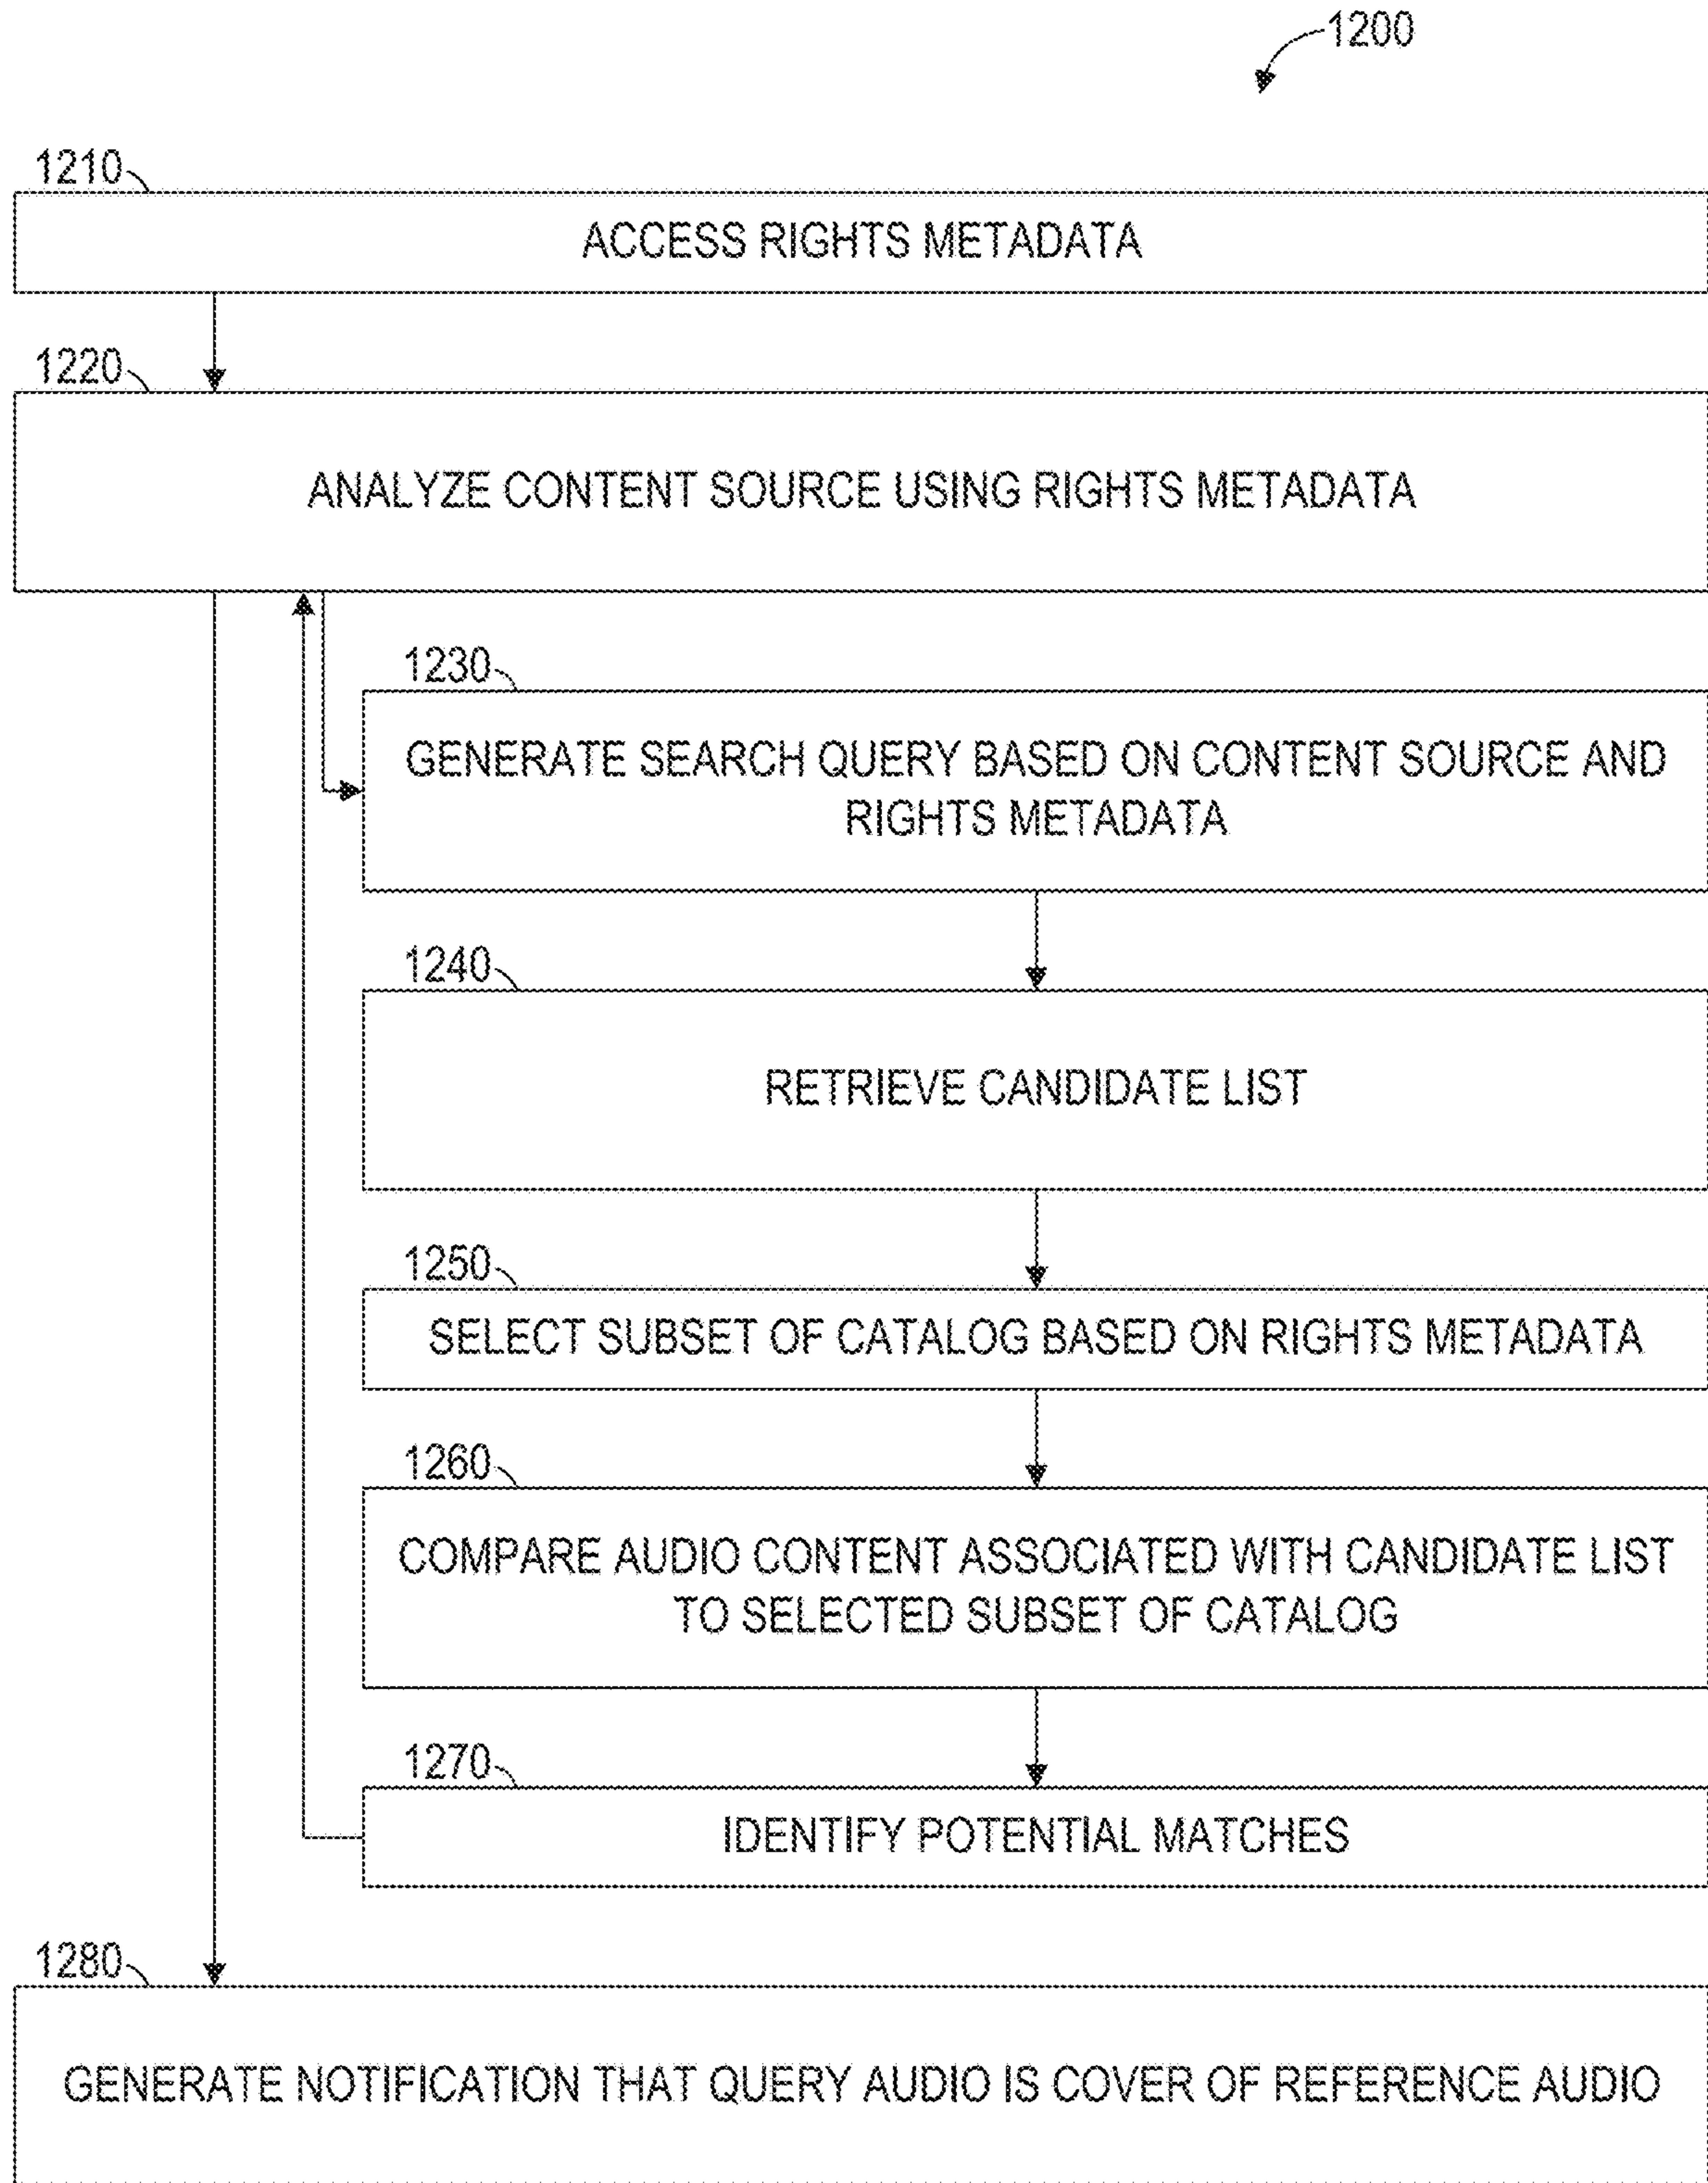 1200
1210
ACCESS RIGHTS METADATA
1220
ANALYZE CONTENT SOURCE USING RIGHTS METADATA
1230
GENERATE SEARCH QUERY BASED ON CONTENT SOURCE AND
RIGHTS METADATA
1240
RETRIEVE CANDIDATE LIST
1250
SELECT SUBSET OF CATALOG BASED ON RIGHTS METADATA
1260
COMPARE AUDIO CONTENT ASSOCIATED WITH CANDIDATE LIST
TO SELECTED SUBSET OF CATALOG
1270
IDENTIFY POTENTIAL MATCHES
1280
GENERATE NOTIFICATION THAT QUERY AUDIO IS COVER OF REFERENCE AUDIO